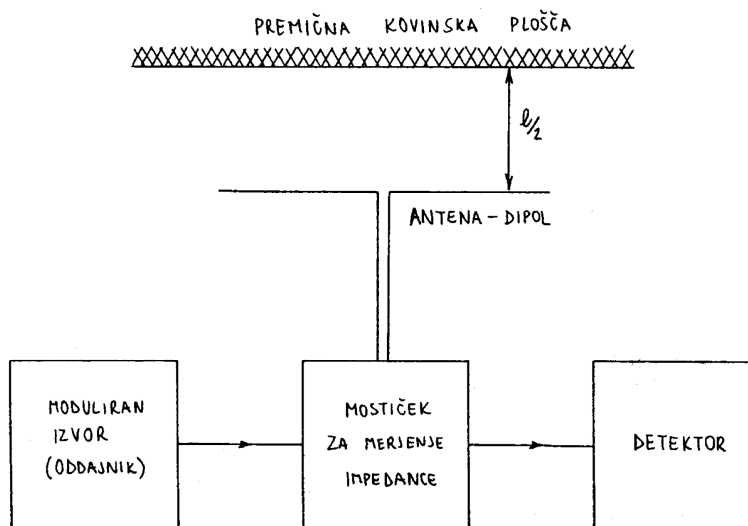 PREMIČNA KOVINSKA PLOŠČA
ℓ/2
ANTENA-DIPOL
MODULIRAN
IZVOR
(ODDAJNIK)
MOSTIČEK
ZA MERJENJE
IMPEDANCE
DETEKTOR